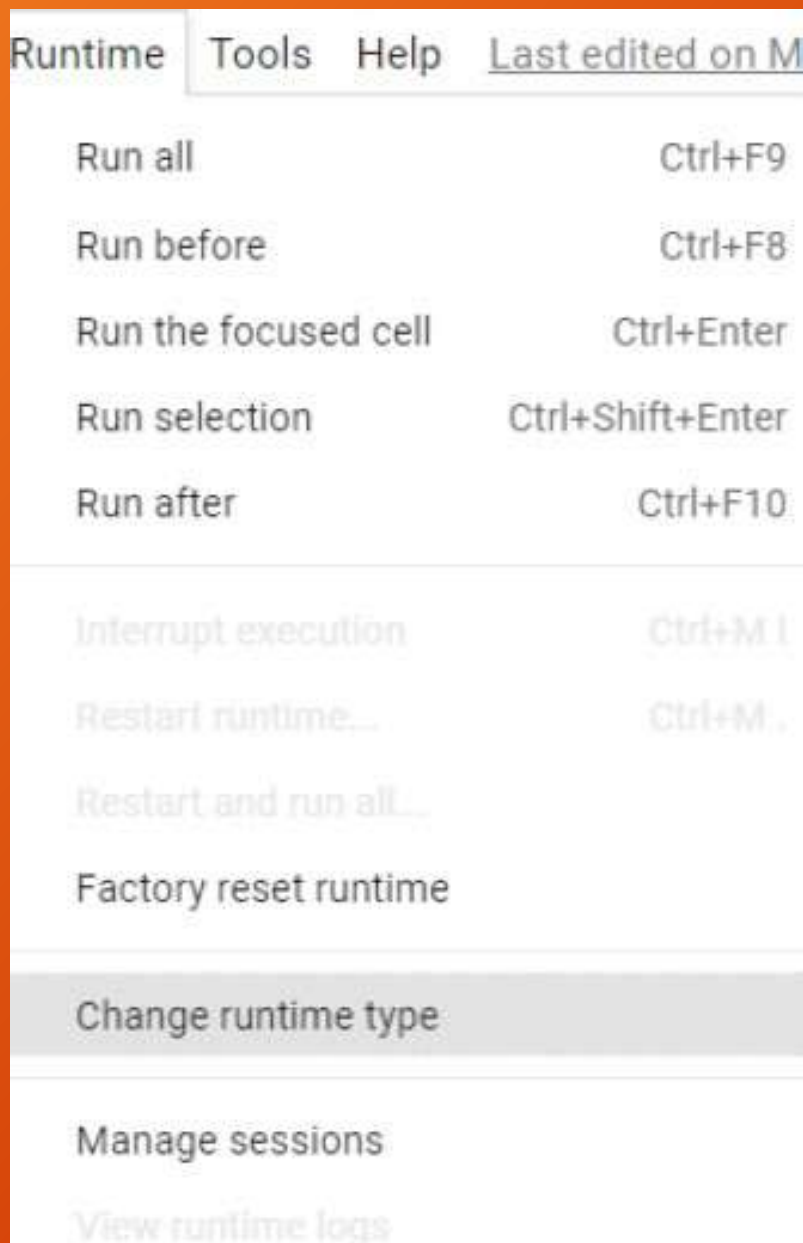 Runtime Tools Help Last edited on M
Run all Ctrl+F9
Run before Ctrl+F8
Run the focused cell Ctrl+Enter
Run selection Ctrl+Shift+Enter
Run after Ctrl+F10
Interrupt execution Ctrl+M I
Restart runtime... Ctrl+M .
Restart and run all...
Factory reset runtime
Change runtime type
Manage sessions
View runtime logs